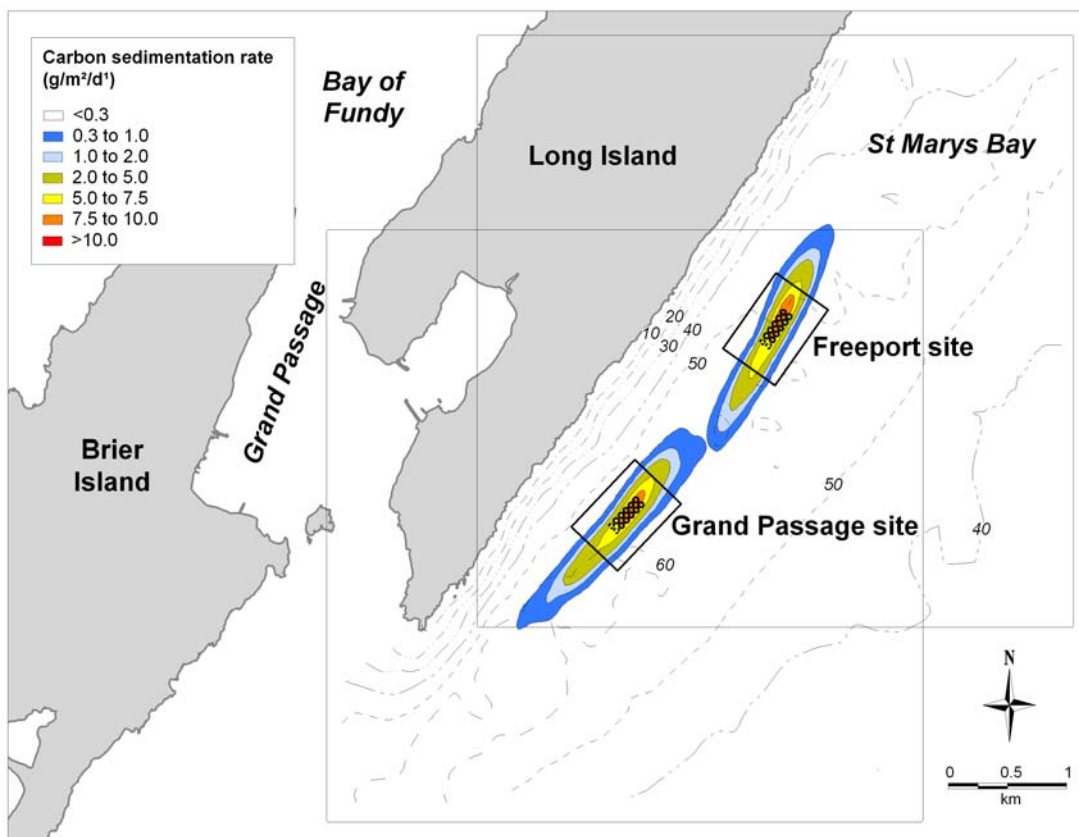 Carbon sedimentation rate
(g/m²/d¹)
<0.3
0.3 to 1.0
1.0 to 2.0
2.0 to 5.0
5.0 to 7.5
7.5 to 10.0
>10.0
Bay of
Fundy
St Marys Bay
Long Island
Grand Passage
20
10
40
30
50
Freeport site
Brier
Island
50
Grand Passage site
40
60
N
0 0.5 1
km